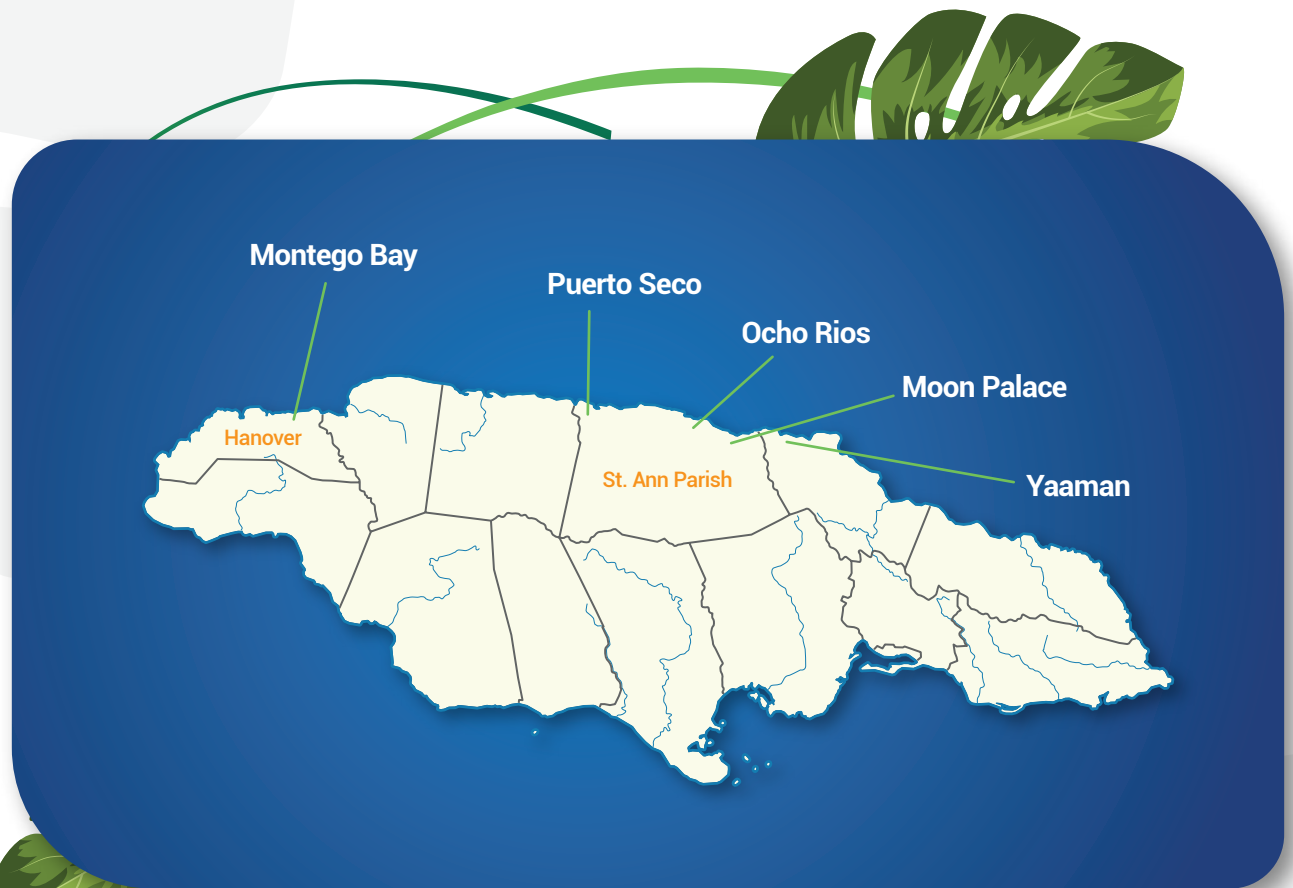 Montego Bay
Puerto Seco
Ocho Rios
Moon Palace
Hanover
St. Ann Parish
Yaaman